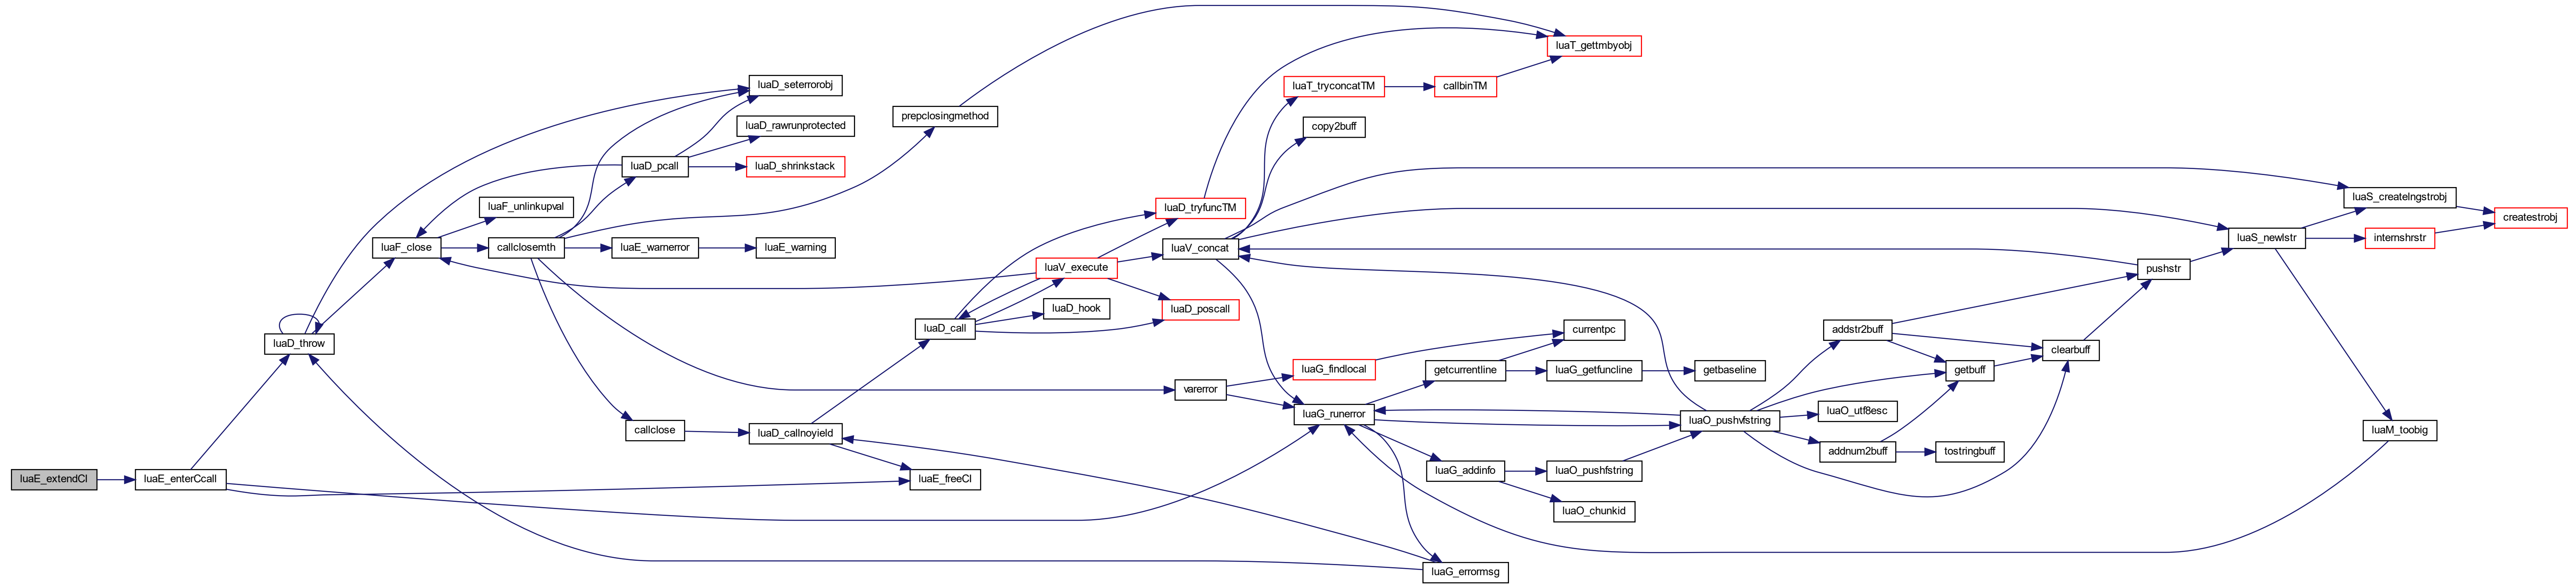 luaE_extendCI
luaE_enterCcall
luaD_throw
luaF_close
luaF_unlinkupval
callclosemth
luaD_seterrorobj
luaD_rawrunprotected
luaD_pcall
luaD_shrinkstack
luaE_warnerror
luaE_warning
callclose
luaD_callnoyield
luaE_freeCI
prepclosingmethod
luaD_call
luaV_execute
luaD_hook
luaD_tryfuncTM
luaV_concat
luaD_poscall
varerror
luaT_tryconcatTM
copy2buff
callbinTM
luaT_gettmbyobj
luaG_findlocal
luaG_runerror
getcurrentline
currentpc
luaG_getfuncline
getbaseline
luaG_addinfo
luaO_pushfstring
luaO_chunkid
luaG_errormsg
luaO_pushvfstring
addstr2buff
getbuff
luaO_utf8esc
addnum2buff
tostringbuff
clearbuff
pushstr
luaS_newlstr
luaS_createlngstrobj
internshrstr
createstrobj
luaM_toobig